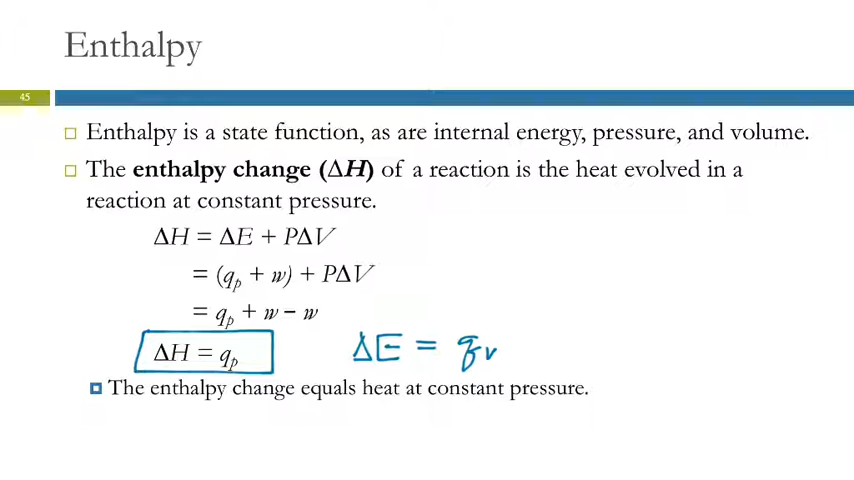 Enthalpy
45
Enthalpy is a state function, as are internal energy, pressure, and volume.
The enthalpy change (ΔH) of a reaction is the heat evolved in a
reaction at constant pressure.
ΔH = ΔE + PΔV
= (qₚ + w) + PΔV
= qₚ + w − w
ΔH = qₚ ΔE = qᵥ
The enthalpy change equals heat at constant pressure.